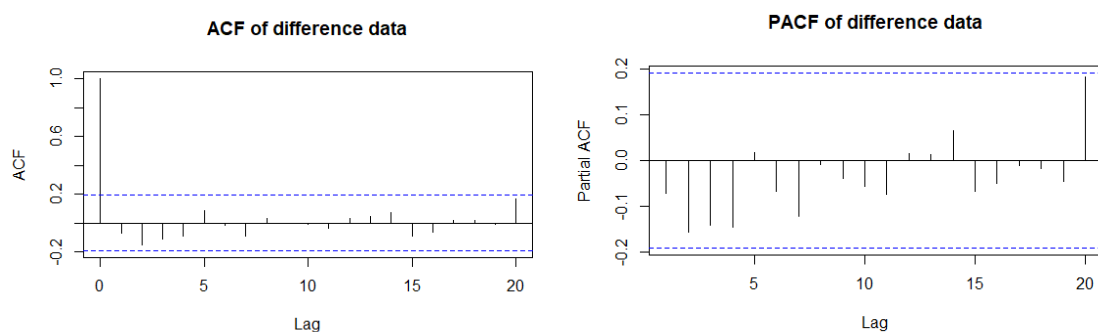 ACF of difference data
ACF
1.0
0.6
0.2
-0.2
0 5 10 15 20
Lag
PACF of difference data
Partial ACF
0.2
0.1
0.0
-0.1
-0.2
5 10 15 20
Lag